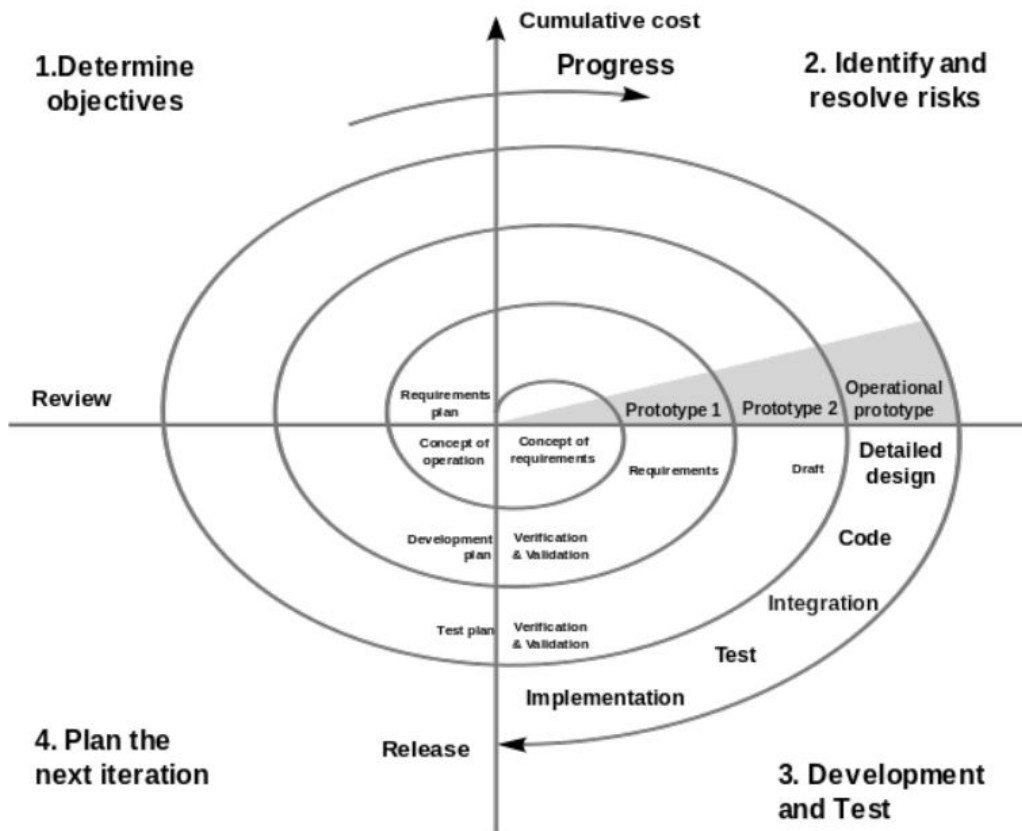 Cumulative cost
Progress
1.Determine
objectives
2. Identify and
resolve risks
Review
Requirements
plan
Prototype 1
Prototype 2
Operational
prototype
Concept of
operation
Concept of
requirements
Requirements
Draft
Detailed
design
Development
plan
Verification
& Validation
Code
Integration
Test plan
Verification
& Validation
Test
Implementation
4. Plan the
next iteration
Release
3. Development
and Test